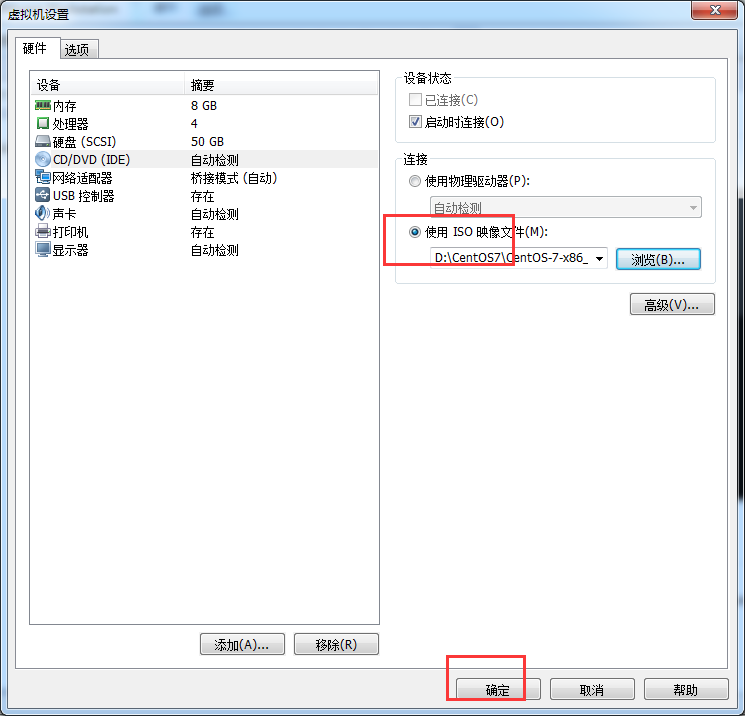 虚拟机设置
硬件 选项
设备 摘要
内存 8 GB
处理器 4
硬盘 (SCSI) 50 GB
CD/DVD (IDE) 自动检测
网络适配器 桥接模式 (自动)
USB 控制器 存在
声卡 自动检测
打印机 存在
显示器 自动检测
添加(A)... 移除(R)
设备状态
已连接(C)
启动时连接(O)
连接
使用物理驱动器(P):
自动检测
使用 ISO 映像文件(M):
D:\CentOS7\CentOS-7-x86_ 浏览(B)...
高级(V)...
确定 取消 帮助